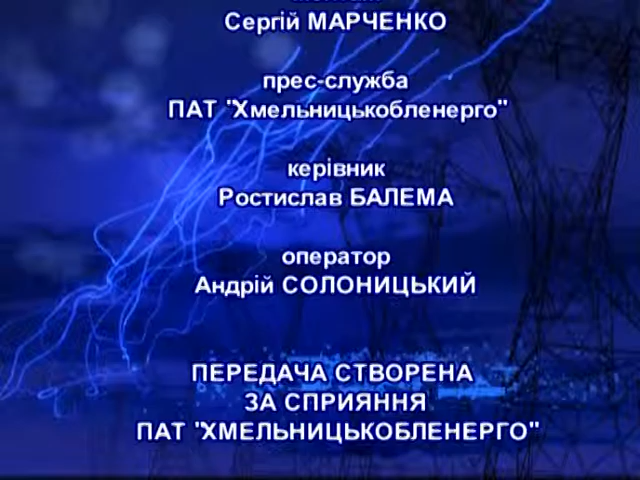 Сергій МАРЧЕНКО
прес-служба
ПАТ "Хмельницькобленерго"
керівник
Ростислав БАЛЕМА
оператор
Андрій СОЛОНИЦЬКИЙ
ПЕРЕДАЧА СТВОРЕНА
ЗА СПРИЯННЯ
ПАТ "ХМЕЛЬНИЦЬКОБЛЕНЕРГО"